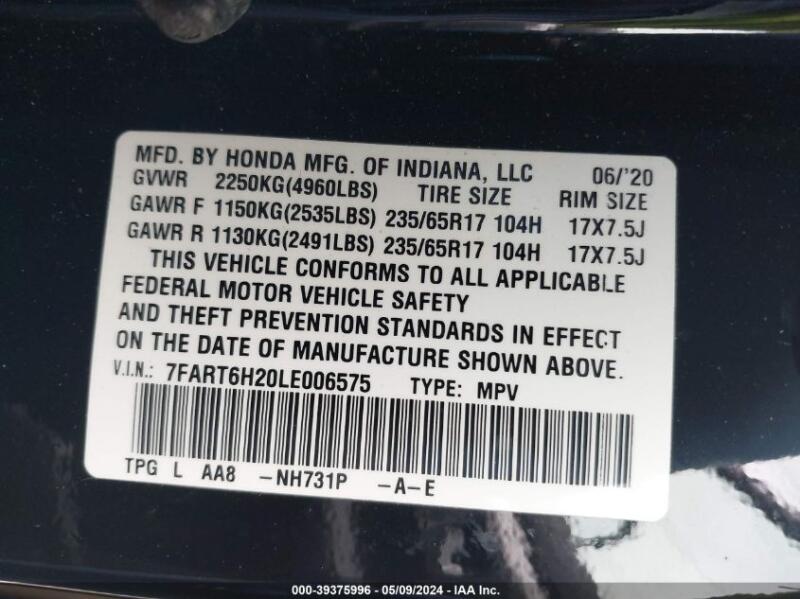 MFD. BY HONDA MFG. OF INDIANA, LLC 06/'20
GVWR 2250KG(4960LBS) TIRE SIZE RIM SIZE
GAWR F 1150KG(2535LBS) 235/65R17 104H 17X7.5J
GAWR R 1130KG(2491LBS) 235/65R17 104H 17X7.5J
THIS VEHICLE CONFORMS TO ALL APPLICABLE
FEDERAL MOTOR VEHICLE SAFETY
AND THEFT PREVENTION STANDARDS IN EFFECT
ON THE DATE OF MANUFACTURE SHOWN ABOVE.
V.I.N.: 7FART6H20LE006575 TYPE: MPV
TPG L AA8 -NH731P -A-E
000-39375996 - 05/09/2024 - IAA Inc.